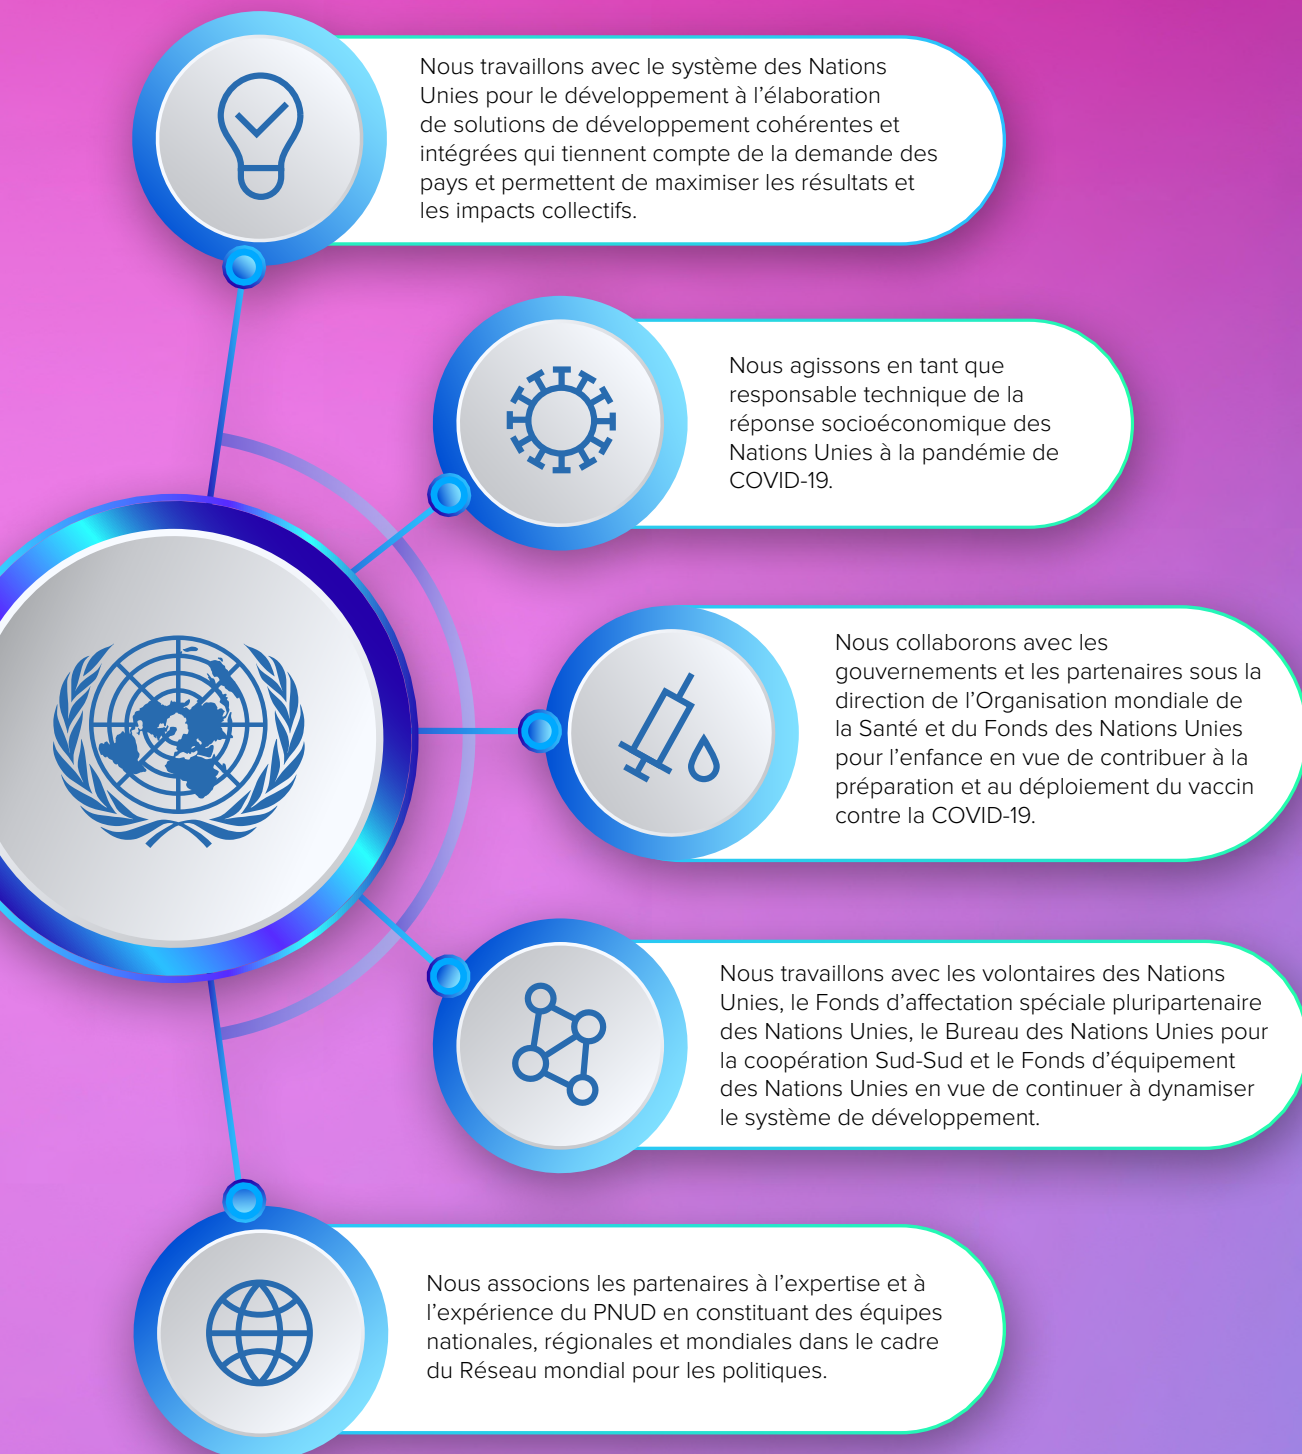 Nous travaillons avec le système des Nations
Unies pour le développement à l’élaboration
de solutions de développement cohérentes et
intégrées qui tiennent compte de la demande des
pays et permettent de maximiser les résultats et
les impacts collectifs.
Nous agissons en tant que
responsable technique de la
réponse socioéconomique des
Nations Unies à la pandémie de
COVID-19.
Nous collaborons avec les
gouvernements et les partenaires sous la
direction de l’Organisation mondiale de
la Santé et du Fonds des Nations Unies
pour l’enfance en vue de contribuer à la
préparation et au déploiement du vaccin
contre la COVID-19.
Nous travaillons avec les volontaires des Nations
Unies, le Fonds d’affectation spéciale pluripartenaire
des Nations Unies, le Bureau des Nations Unies pour
la coopération Sud-Sud et le Fonds d’équipement
des Nations Unies en vue de continuer à dynamiser
le système de développement.
Nous associons les partenaires à l’expertise et à
l’expérience du PNUD en constituant des équipes
nationales, régionales et mondiales dans le cadre
du Réseau mondial pour les politiques.